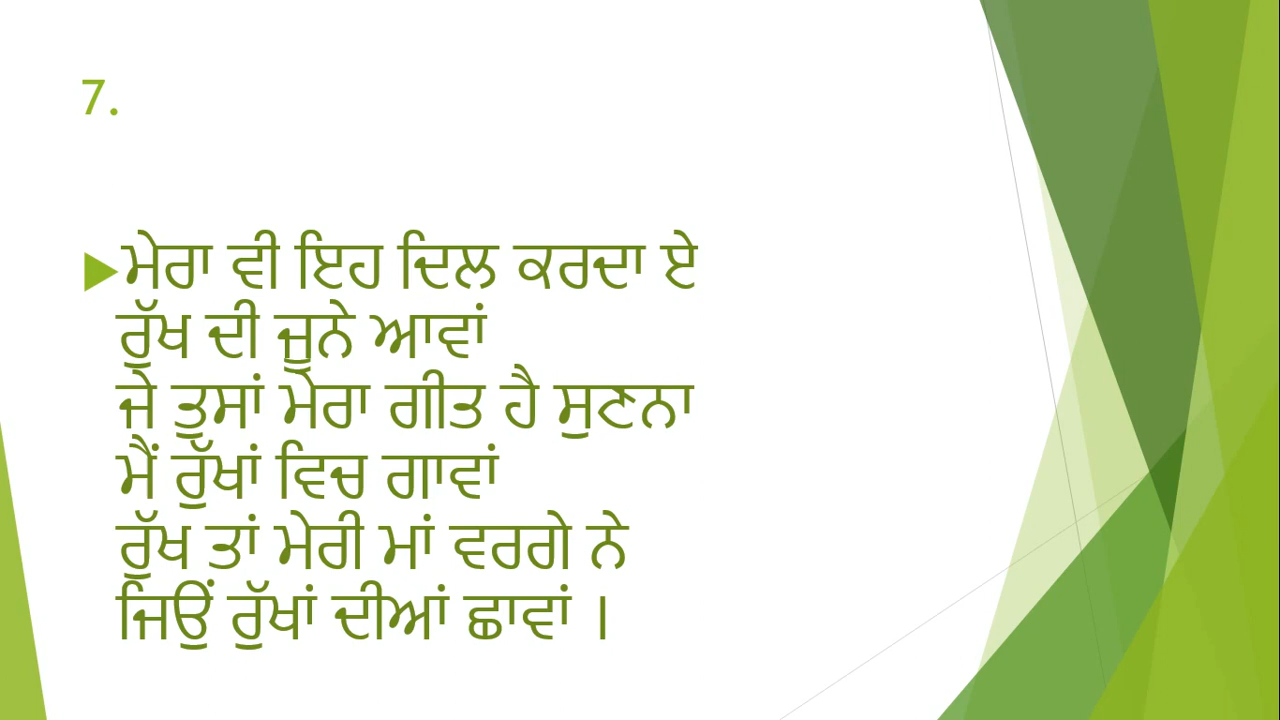 7.
ਮੇਰਾ ਵੀ ਇਹ ਦਿਲ ਕਰਦਾ ਏ
ਰੁੱਖ ਦੀ ਜੂਨੇ ਆਵਾਂ
ਜੇ ਤੁਸਾਂ ਮੇਰਾ ਗੀਤ ਹੈ ਸੁਣਨਾ
ਮੈਂ ਰੁੱਖਾਂ ਵਿਚ ਗਾਵਾਂ
ਰੁੱਖ ਤਾਂ ਮੇਰੀ ਮਾਂ ਵਰਗੇ ਨੇ
ਜਿਉਂ ਰੁੱਖਾਂ ਦੀਆਂ ਛਾਵਾਂ ।